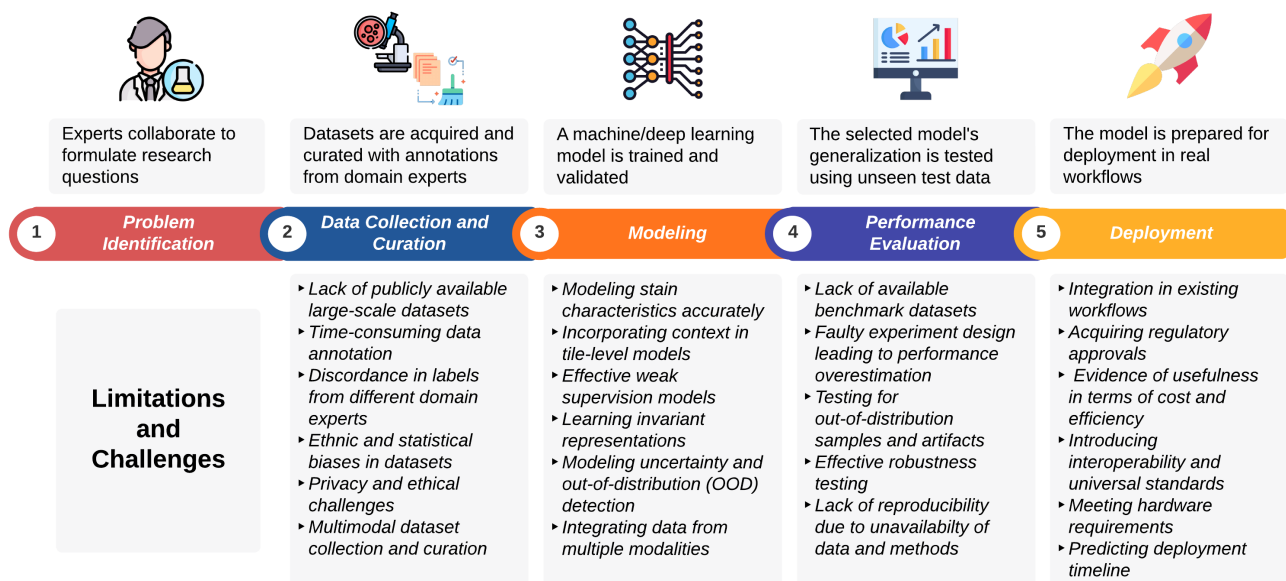 Experts collaborate to
formulate research
questions
Datasets are acquired and
curated with annotations
from domain experts
A machine/deep learning
model is trained and
validated
The selected model's
generalization is tested
using unseen test data
The model is prepared for
deployment in real
workflows
1
Problem
Identification
2
Data Collection and
Curation
3
Modeling
4
Performance
Evaluation
5
Deployment
Limitations
and
Challenges
‣ Lack of publicly available
large-scale datasets
‣ Time-consuming data
annotation
‣ Discordance in labels
from different domain
experts
‣ Ethnic and statistical
biases in datasets
‣ Privacy and ethical
challenges
‣ Multimodal dataset
collection and curation
‣ Modeling stain
characteristics accurately
‣ Incorporating context in
tile-level models
‣ Effective weak
supervision models
‣ Learning invariant
representations
‣ Modeling uncertainty and
out-of-distribution (OOD)
detection
‣ Integrating data from
multiple modalities
‣ Lack of available
benchmark datasets
‣ Faulty experiment design
leading to performance
overestimation
‣ Testing for
out-of-distribution
samples and artifacts
‣ Effective robustness
testing
‣ Lack of reproducibility
due to unavailabilty of
data and methods
‣ Integration in existing
workflows
‣ Acquiring regulatory
approvals
‣ Evidence of usefulness
in terms of cost and
efficiency
‣ Introducing
interoperability and
universal standards
‣ Meeting hardware
requirements
‣ Predicting deployment
timeline